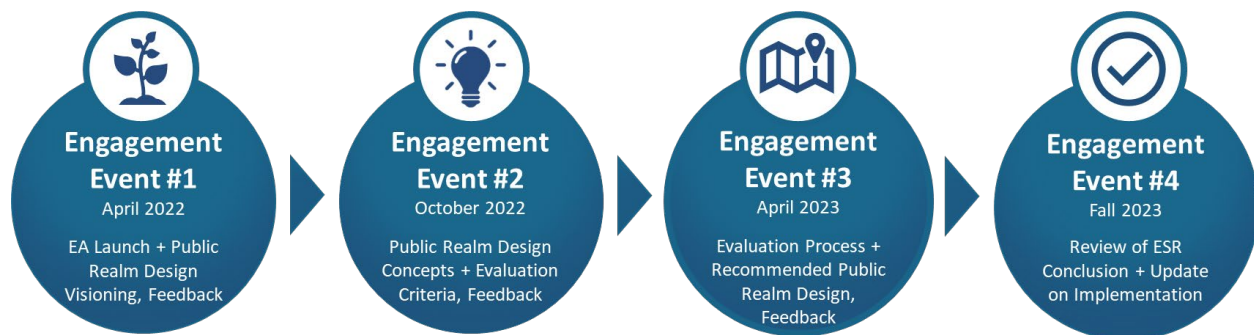 Engagement
Event #1
April 2022
EA Launch + Public
Realm Design
Visioning, Feedback
Engagement
Event #2
October 2022
Public Realm Design
Concepts + Evaluation
Criteria, Feedback
Engagement
Event #3
April 2023
Evaluation Process +
Recommended Public
Realm Design,
Feedback
Engagement
Event #4
Fall 2023
Review of ESR
Conclusion + Update
on Implementation